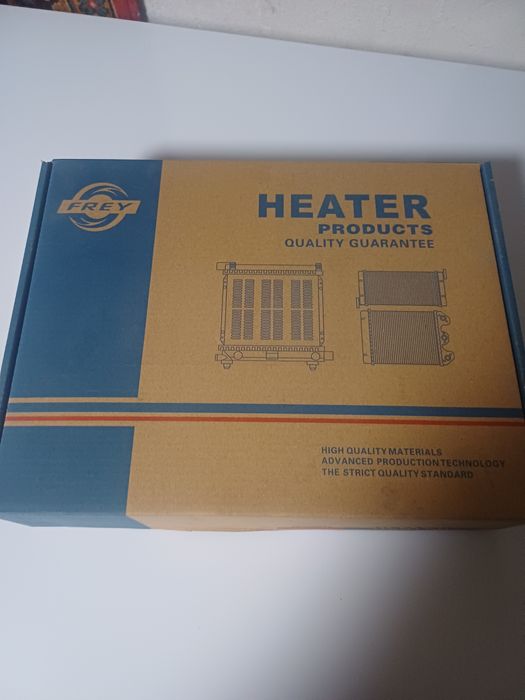 FREY
HEATER
PRODUCTS
QUALITY GUARANTEE
HIGH QUALITY MATERIALS
ADVANCED PRODUCTION TECHNOLOGY
THE STRICT QUALITY STANDARD